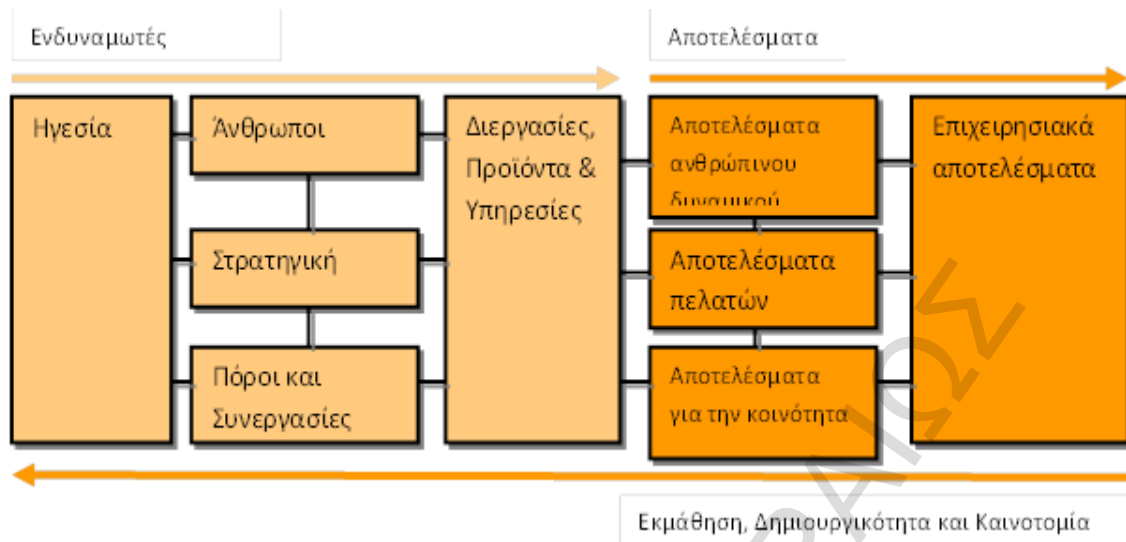 Ενδυναμωτές
Αποτελέσματα
Ηγεσία
Άνθρωποι
Στρατηγική
Πόροι και
Συνεργασίες
Διεργασίες,
Προϊόντα &
Υπηρεσίες
Αποτελέσματα
ανθρώπινου
δυναμικού
Αποτελέσματα
πελατών
Αποτελέσματα
για την κοινότητα
Επιχειρησιακά
αποτελέσματα
Εκμάθηση, Δημιουργικότητα και Καινοτομία